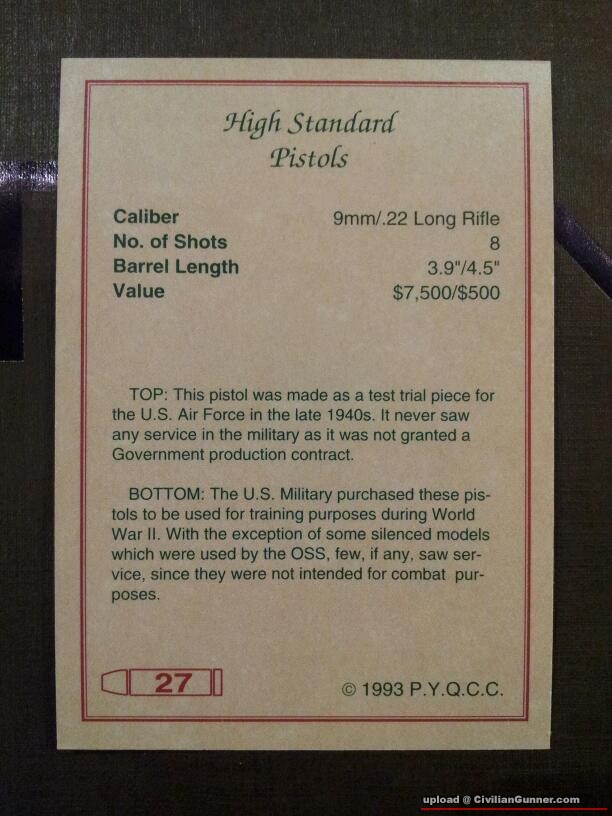 High Standard
Pistols
Caliber 9mm/.22 Long Rifle
No. of Shots 8
Barrel Length 3.9"/4.5"
Value $7,500/$500
TOP: This pistol was made as a test trial piece for
the U.S. Air Force in the late 1940s. It never saw
any service in the military as it was not granted a
Government production contract.
BOTTOM: The U.S. Military purchased these pis-
tols to be used for training purposes during World
War II. With the exception of some silenced models
which were used by the OSS, few, if any, saw ser-
vice, since they were not intended for combat pur-
poses.
27
© 1993 P.Y.Q.C.C.
upload @ CivilianGunner.com